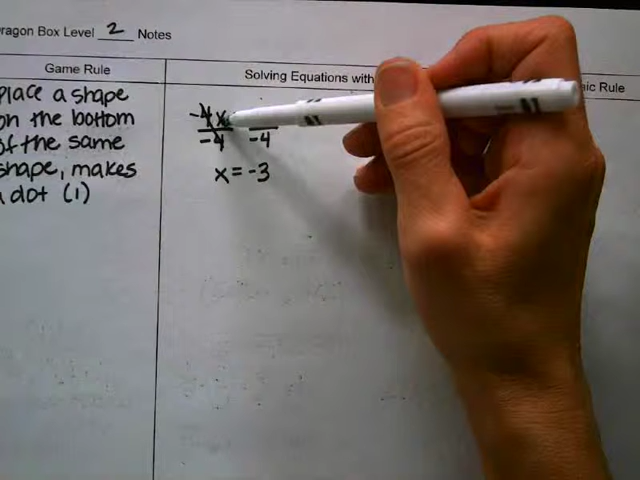 Dragon Box Level 2 Notes
Game Rule
Solving Equations with
ic Rule
place a shape
on the bottom
of the same
shape, makes
a dot (1)
-4x
-4 -4
x = -3